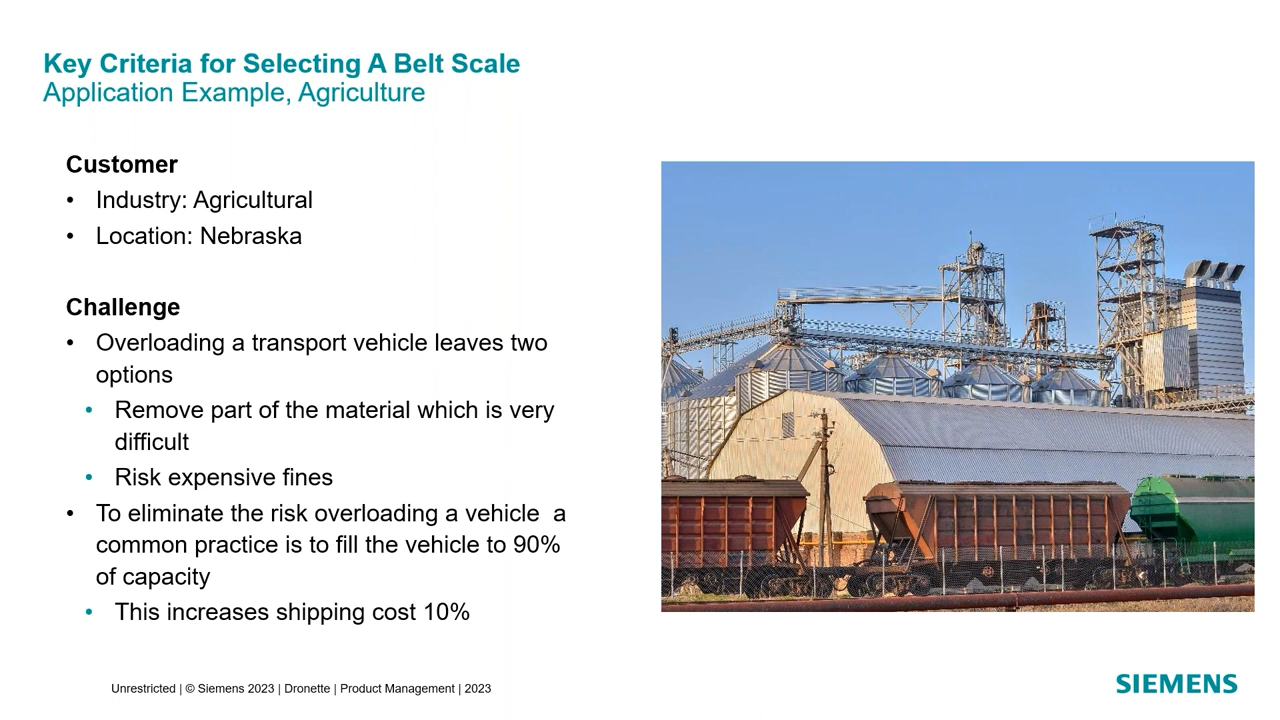 Key Criteria for Selecting A Belt Scale
Application Example, Agriculture
Customer
• Industry: Agricultural
• Location: Nebraska
Challenge
• Overloading a transport vehicle leaves two
options
• Remove part of the material which is very
difficult
• Risk expensive fines
• To eliminate the risk overloading a vehicle  a
common practice is to fill the vehicle to 90%
of capacity
• This increases shipping cost 10%
Unrestricted | © Siemens 2023 | Dronette | Product Management | 2023
SIEMENS